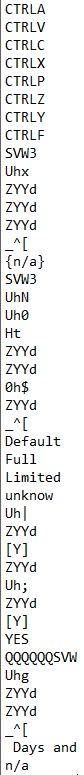 CTRLA
CTRLV
CTRLC
CTRLX
CTRLP
CTRLZ
CTRLY
CTRLF
SVW3
Uhx
ZYYd
ZYYd
ZYYd
_^[
{n/a}
SVW3
UhN
Uh0
Ht
ZYYd
ZYYd
0h$
ZYYd
_^[
Default
Full
Limited
unknow
Uh|
ZYYd
[Y]
ZYYd
Uh;
ZYYd
[Y]
YES
QQQQQQSVW
Uhg
ZYYd
ZYYd
_^[
Days and
n/a